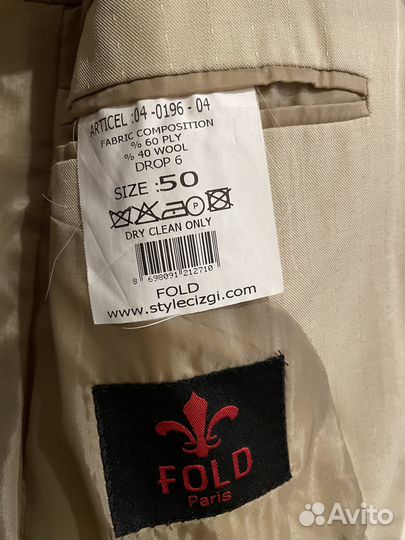 ARTICEL :04 -0196 - 04
FABRIC COMPOSITION
% 60 PLY
% 40 WOOL
DROP 6
SIZE :50
P
DRY CLEAN ONLY
8 698091 212710
FOLD
www.stylecizgi.com
FOLD
Paris
Avito